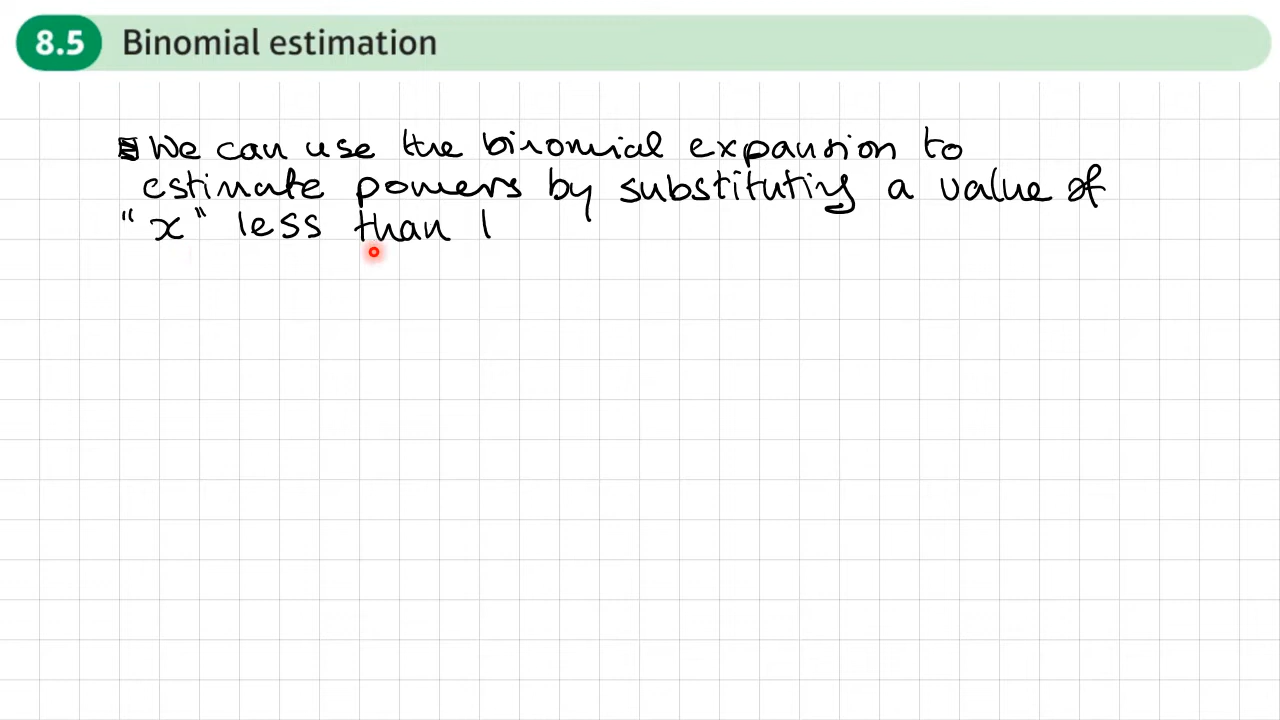 8.5 Binomial estimation
We can use the binomial expansion to
estimate powers by substituting a value of
"x" less than 1